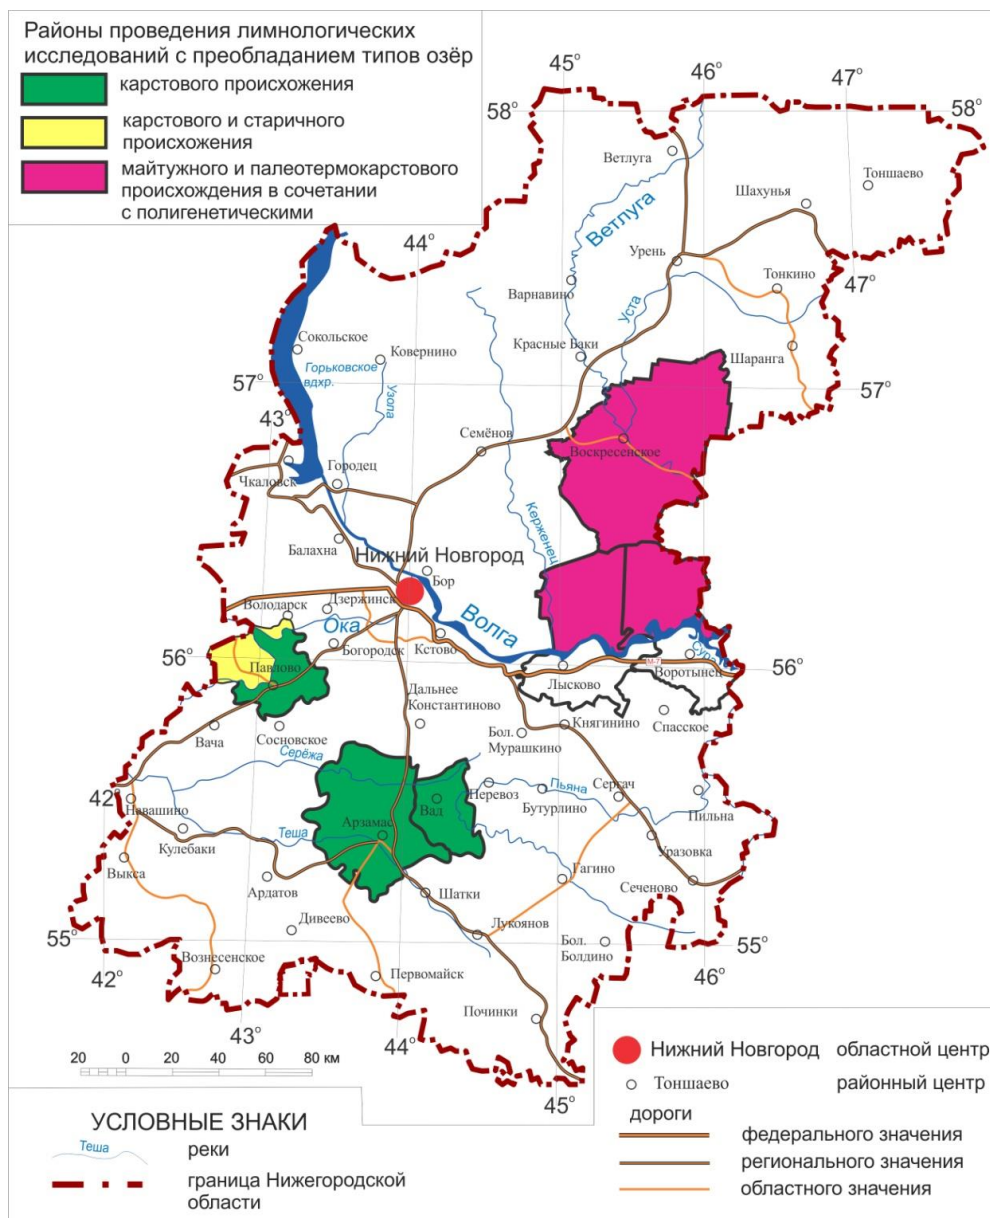 Районы проведения лимнологических
исследований с преобладанием типов озёр
карстового происхожения
карстового и старичного
происхожения
майтужного и палеотермокарстового
происхождения в сочетании
с полигенетическими
45°
46°
47°
58°
58°
Ветлуга
Тоншаево
Шахунья
Ветлуга
44°
Урень
Тонкино
47°
Варнавино
Уста
Сокольское
Ковернино
Красные Баки
Шаранга
Горьковское
вдхр.
Узола
57°
57°
43°
Семёнов
Воскресенское
Чкаловск
Городец
Керженец
Балахна
Нижний Новгород
Бор
Володарск
Дзержинск
Ока
Волга
Богородск
Кстово
Сура
56°
М-7
56°
Павлово
Лысково
Воротынец
Дальнее
Константиново
Вача
Сосновское
Бол.
Мурашкино
Княгинино
Спасское
Серёжа
42°
Навашино
Вад
Перевоз
Пьяна
Бутурлино
Сергач
Пильна
Кулебаки
Теша
Арзамас
Уразовка
Выкса
Ардатов
Шатки
Гагино
Сеченово
Дивеево
Лукоянов
55°
Бол.
Болдино
55°
42°
Вознесенское
Первомайск
46°
Починки
43°
44°
45°
20 0 20 40 60 80 км
Нижний Новгород областной центр
Тоншаево районный центр
дороги
федерального значения
регионального значения
областного значения
УСЛОВНЫЕ ЗНАКИ
Теша реки
граница Нижегородской
области